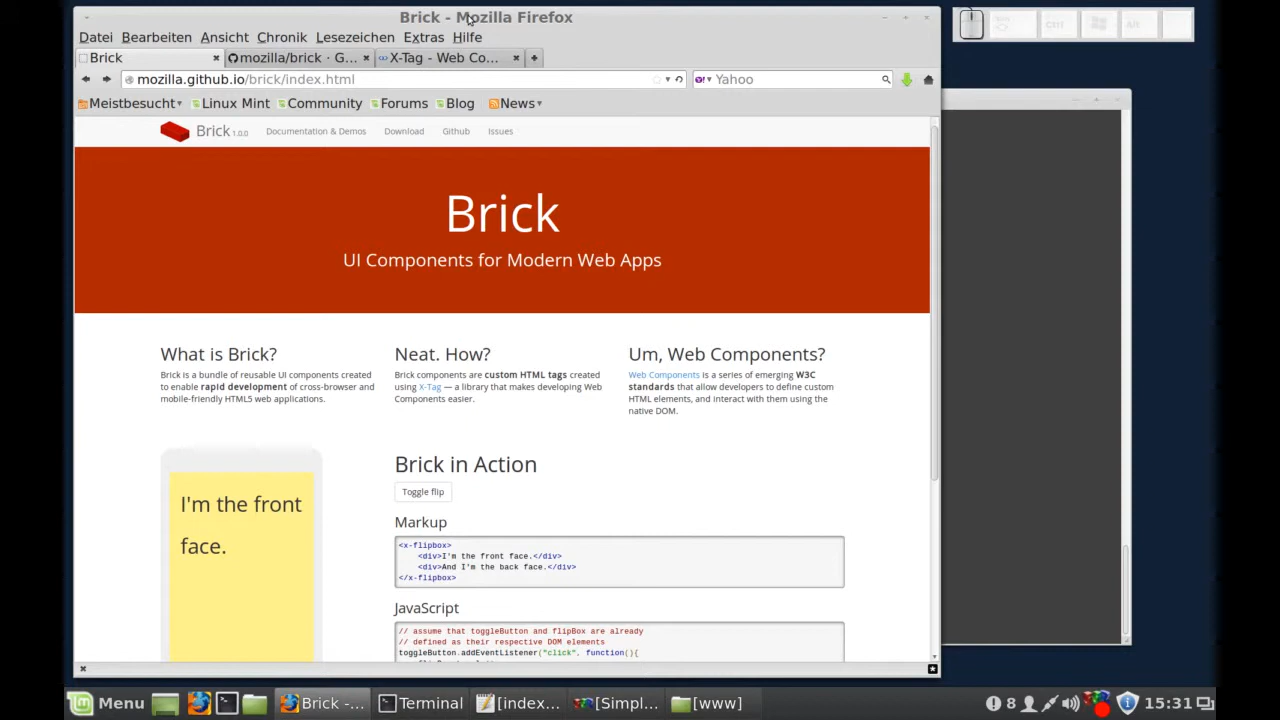 Brick - Mozilla Firefox
Datei Bearbeiten Ansicht Chronik Lesezeichen Extras Hilfe
Ctrl
Alt
Brick
mozilla/brick · G...
X-Tag - Web Co...
mozilla.github.io/brick/index.html
Yahoo
Meistbesucht
Linux Mint
Community
Forums
Blog
News
Brick 1.0.0 Documentation & Demos Download Github Issues
Brick
UI Components for Modern Web Apps
What is Brick?
Brick is a bundle of reusable UI components created
to enable rapid development of cross-browser and
mobile-friendly HTML5 web applications.
Neat. How?
Brick components are custom HTML tags created
using X-Tag — a library that makes developing Web
Components easier.
Um, Web Components?
Web Components is a series of emerging W3C
standards that allow developers to define custom
HTML elements, and interact with them using the
native DOM.
I'm the front
face.
Brick in Action
Toggle flip
Markup
<x-flipbox>
<div>I'm the front face.</div>
<div>And I'm the back face.</div>
</x-flipbox>
JavaScript
// assume that toggleButton and flipBox are already
// defined as their respective DOM elements
toggleButton.addEventListener("click", function(){
Menu
Brick -...
Terminal
[index...
[Simpl...
[www]
8
15:31